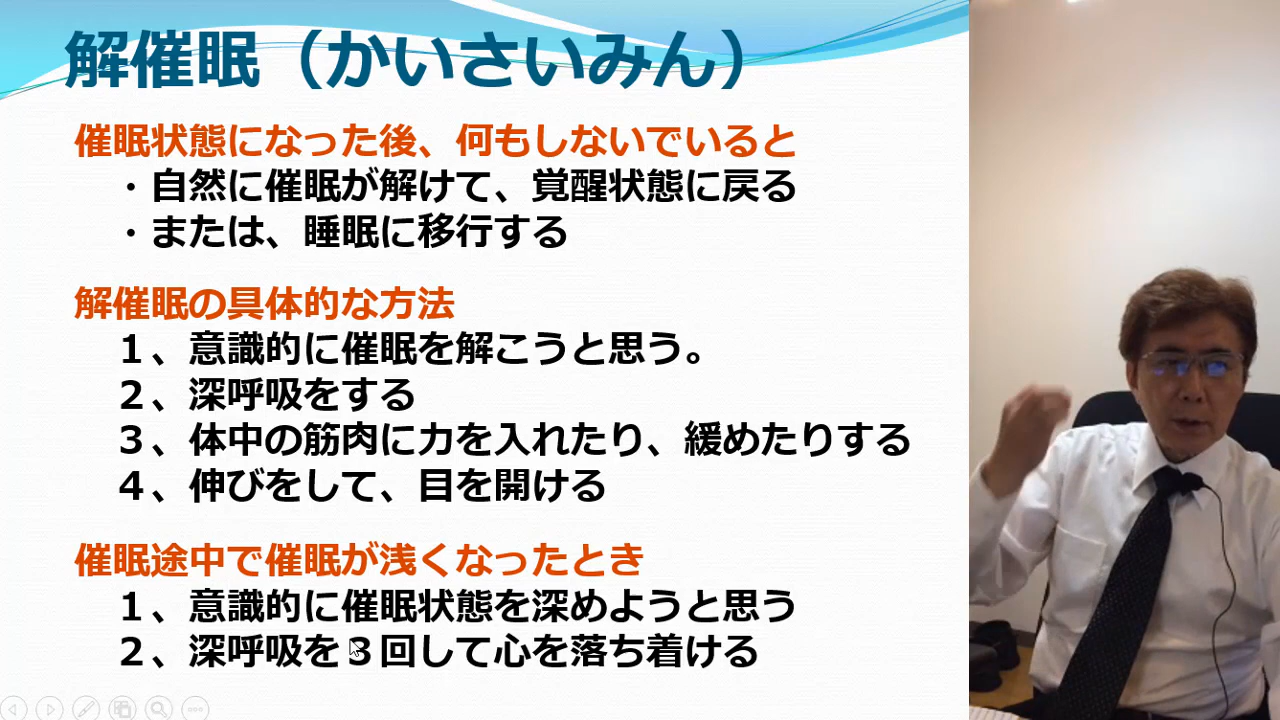 解催眠（かいさいみん）
催眠状態になった後、何もしないでいると
・自然に催眠が解けて、覚醒状態に戻る
・または、睡眠に移行する
解催眠の具体的な方法
１、意識的に催眠を解こうと思う。
２、深呼吸をする
３、体中の筋肉に力を入れたり、緩めたりする
４、伸びをして、目を開ける
催眠途中で催眠が浅くなったとき
１、意識的に催眠状態を深めようと思う
２、深呼吸を３回して心を落ち着ける